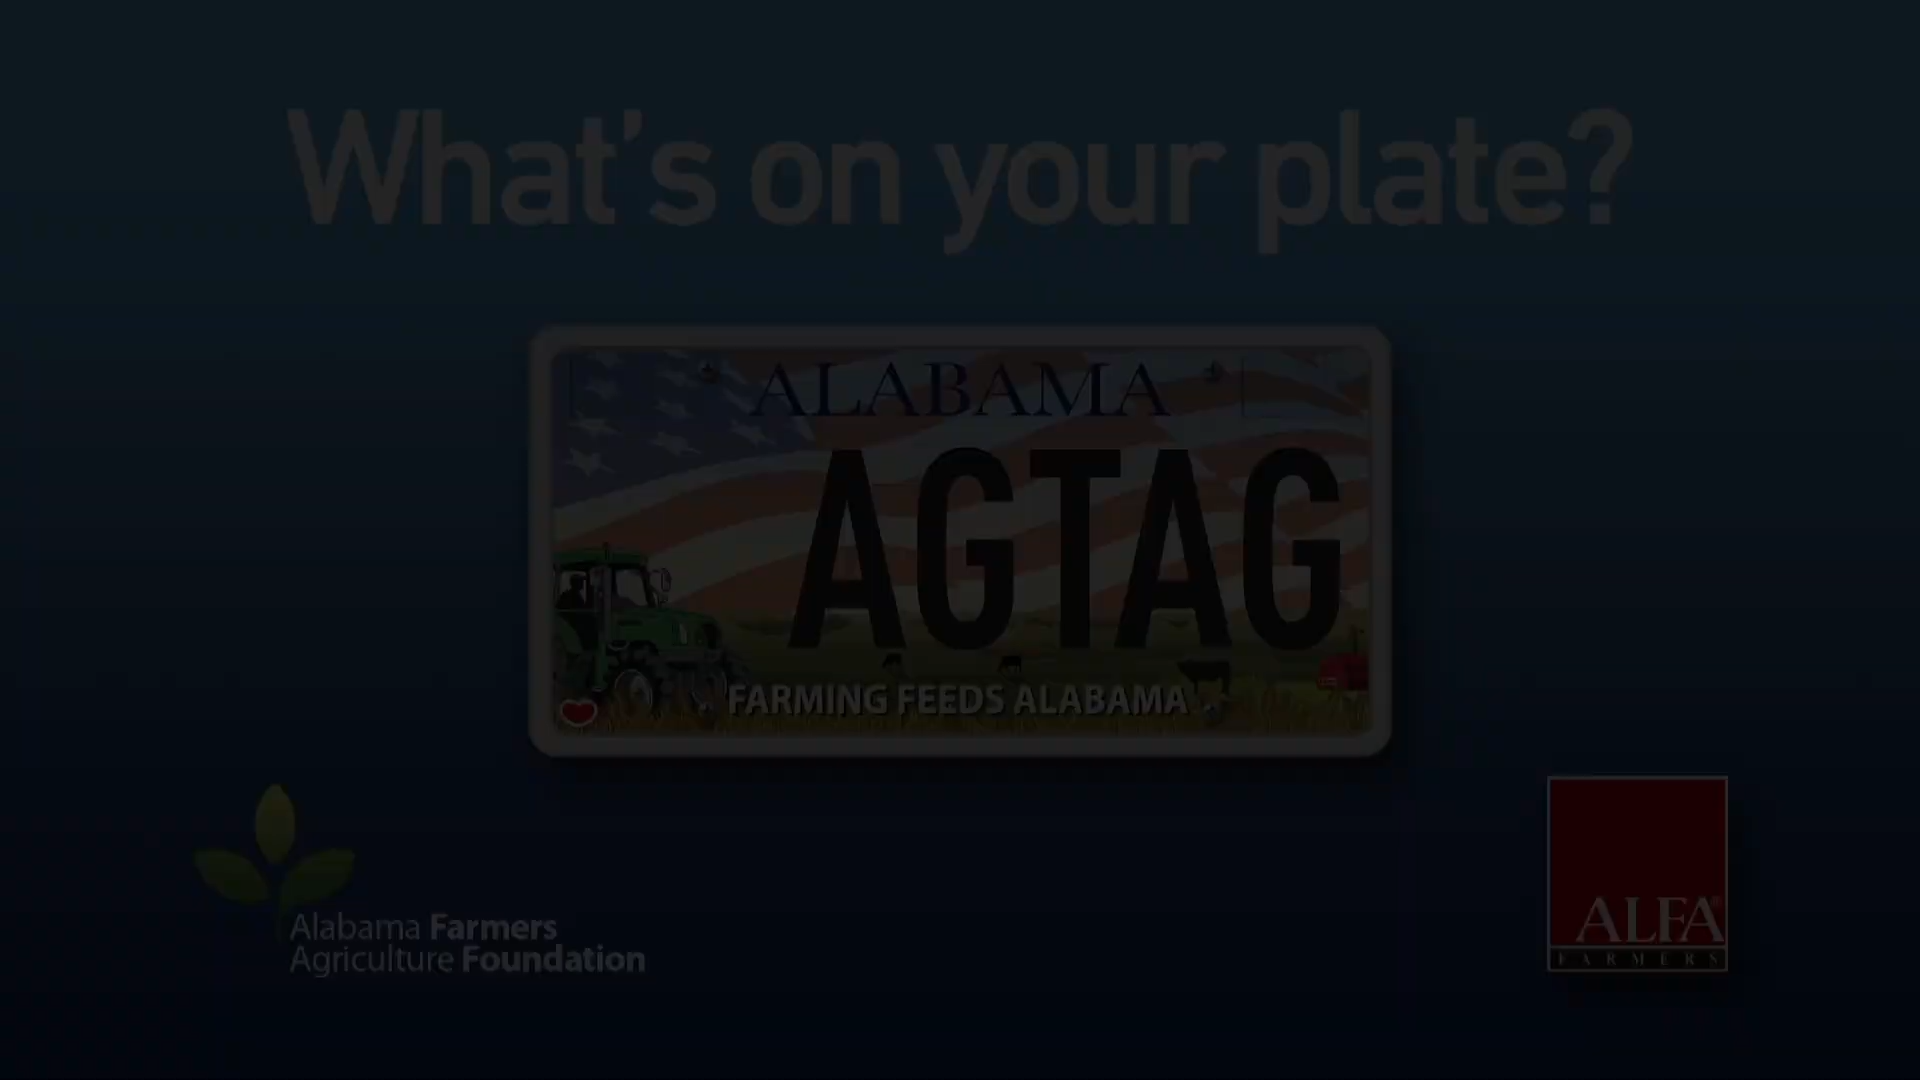 What's on your plate?
ALABAMA
AGTAG
FARMING FEEDS ALABAMA
Alabama Farmers
Agriculture Foundation
ALFA®
FARMERS